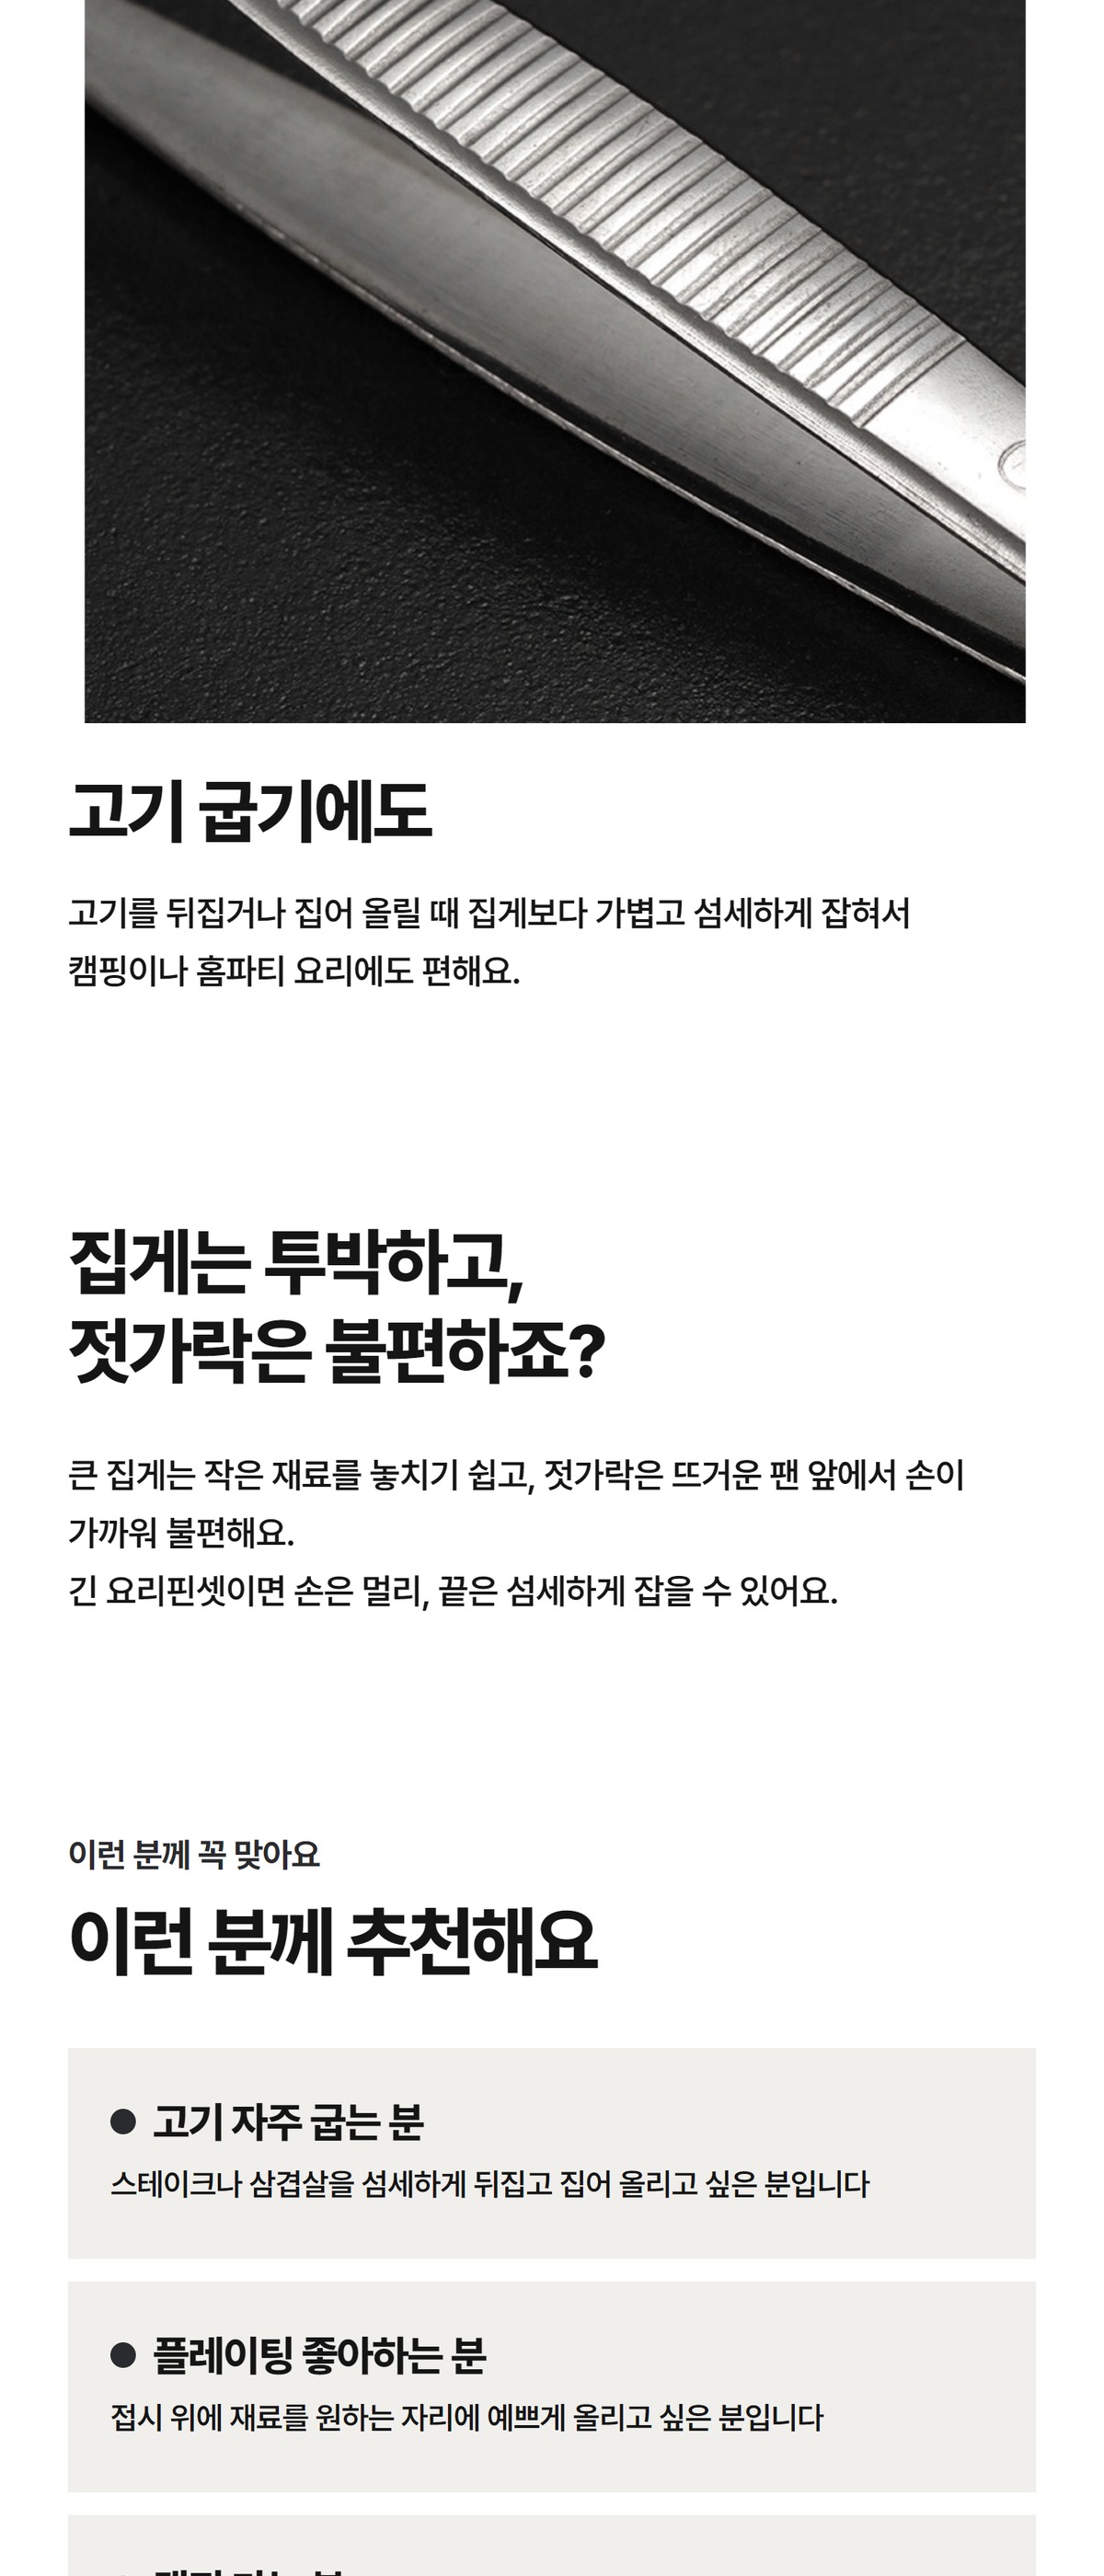 고기 굽기에도
고기를 뒤집거나 집어 올릴 때 집게보다 가볍고 섬세하게 잡혀서
캠핑이나 홈파티 요리에도 편해요.
집게는 투박하고,
젓가락은 불편하죠?
큰 집게는 작은 재료를 놓치기 쉽고, 젓가락은 뜨거운 팬 앞에서 손이
가까워 불편해요.
긴 요리핀셋이면 손은 멀리, 끝은 섬세하게 잡을 수 있어요.
이런 분께 꼭 맞아요
이런 분께 추천해요
● 고기 자주 굽는 분
스테이크나 삼겹살을 섬세하게 뒤집고 집어 올리고 싶은 분입니다
● 플레이팅 좋아하는 분
접시 위에 재료를 원하는 자리에 예쁘게 올리고 싶은 분입니다